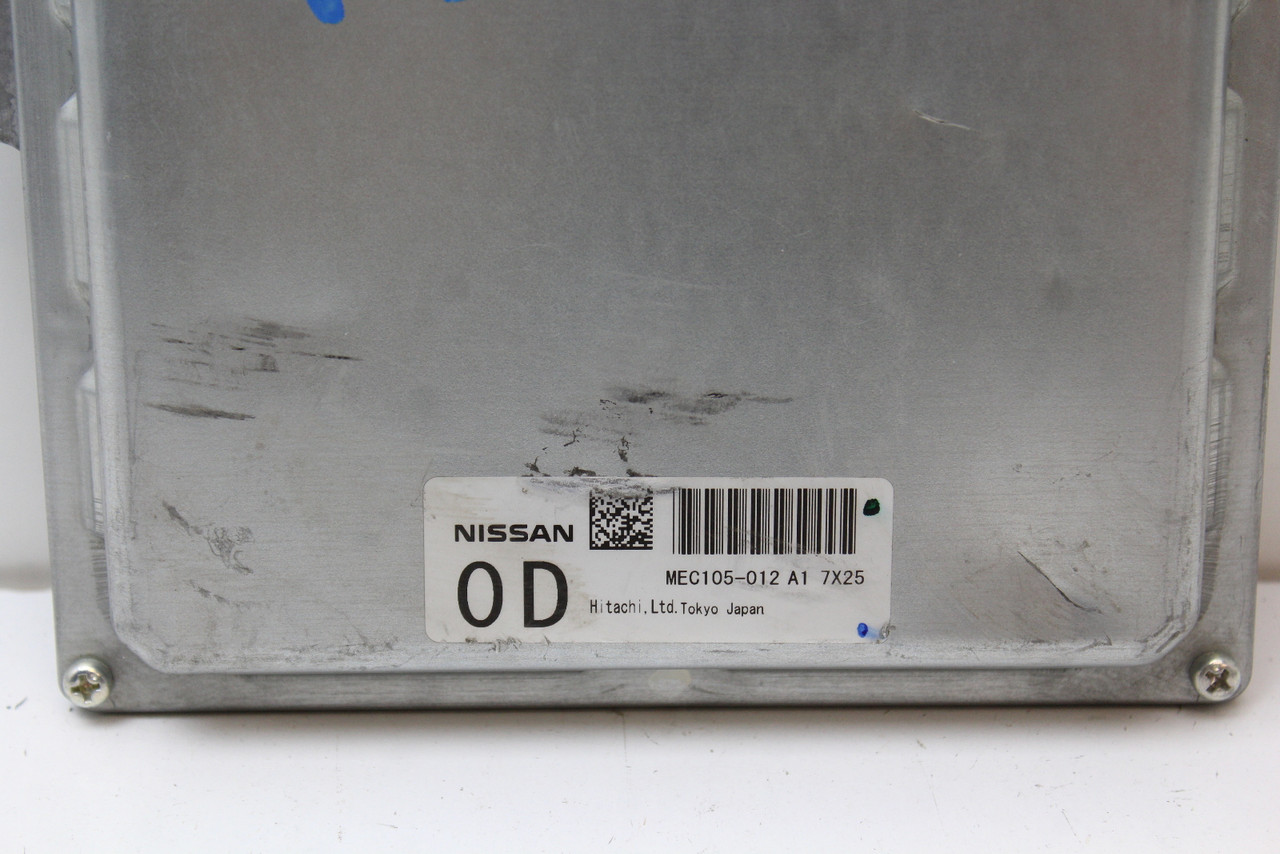 NISSAN
MEC105-012 A1 7X25
0D
Hitachi,Ltd. Tokyo Japan